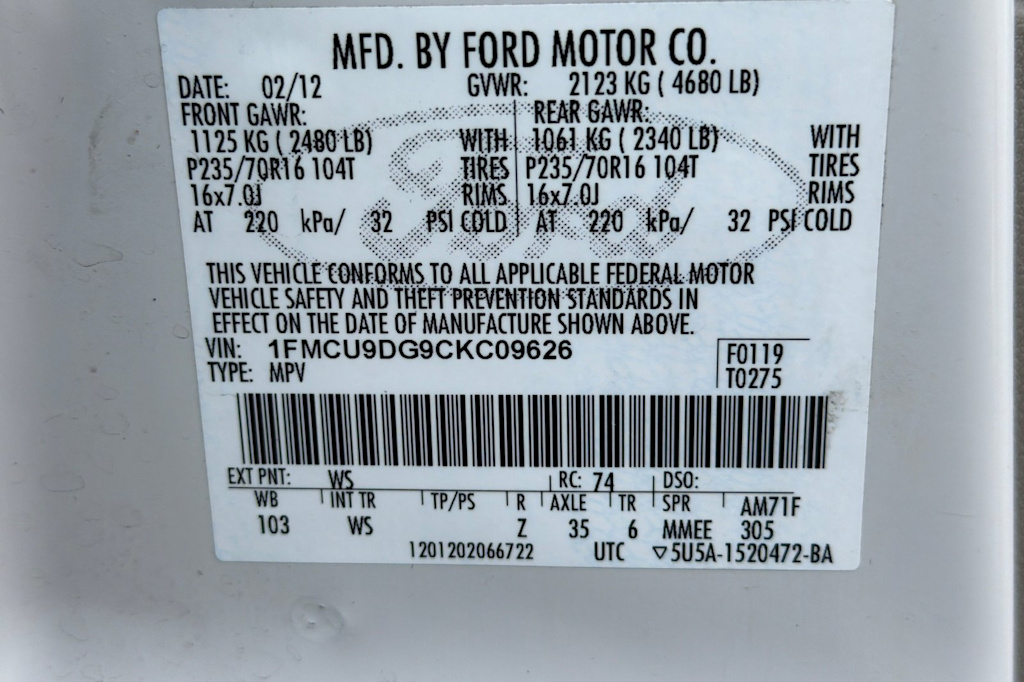 MFD. BY FORD MOTOR CO.
DATE: 02/12 GVWR: 2123 KG ( 4680 LB)
FRONT GAWR: REAR GAWR:
1125 KG ( 2480 LB) WITH 1061 KG ( 2340 LB) WITH
P235/70R16 104T TIRES P235/70R16 104T TIRES
16x7.0J RIMS 16x7.0J RIMS
AT 220 kPa/ 32 PSI COLD AT 220 kPa/ 32 PSI COLD
Ford
THIS VEHICLE CONFORMS TO ALL APPLICABLE FEDERAL MOTOR
VEHICLE SAFETY AND THEFT PREVENTION STANDARDS IN
EFFECT ON THE DATE OF MANUFACTURE SHOWN ABOVE.
VIN: 1FMCU9DG9CKC09626 F0119
TYPE: MPV T0275
EXT PNT: WS RC: 74 DSO:
WB INT TR TP/PS R AXLE TR SPR AM71F
103 WS Z 35 6 MMEE 305
1201202066722 UTC ▽5U5A-1520472-BA